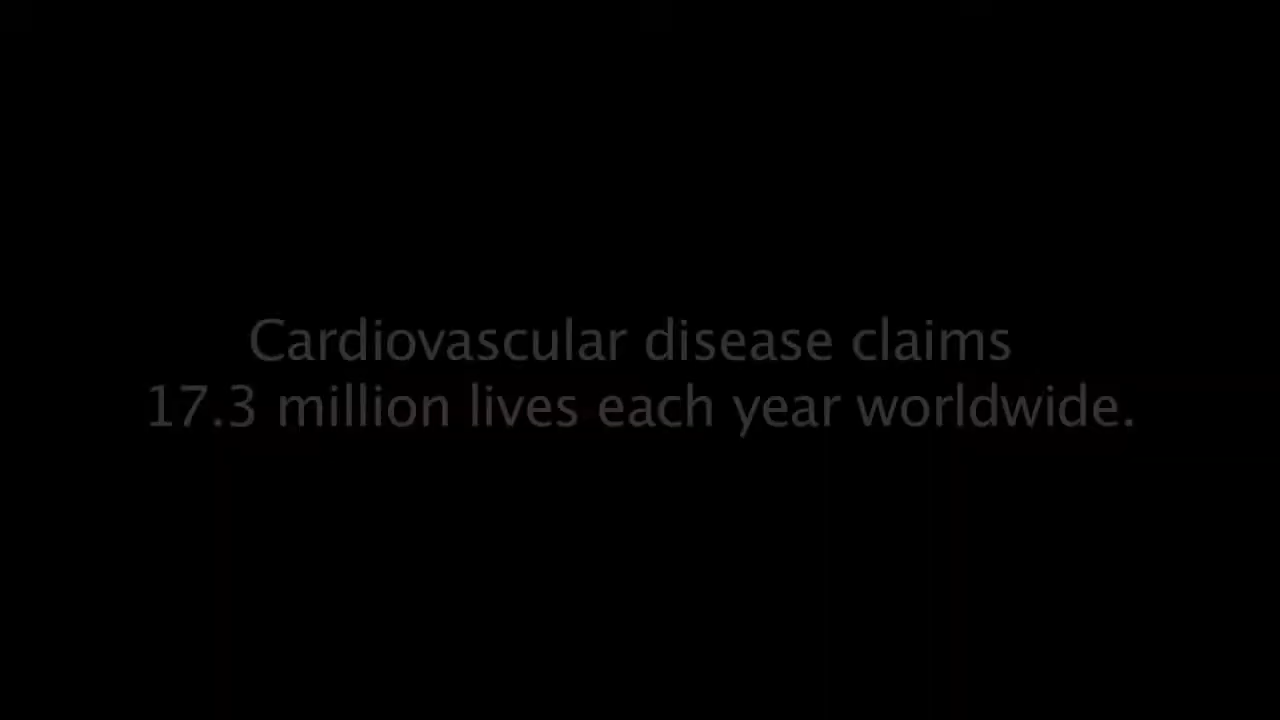 Cardiovascular disease claims
17.3 million lives each year worldwide.